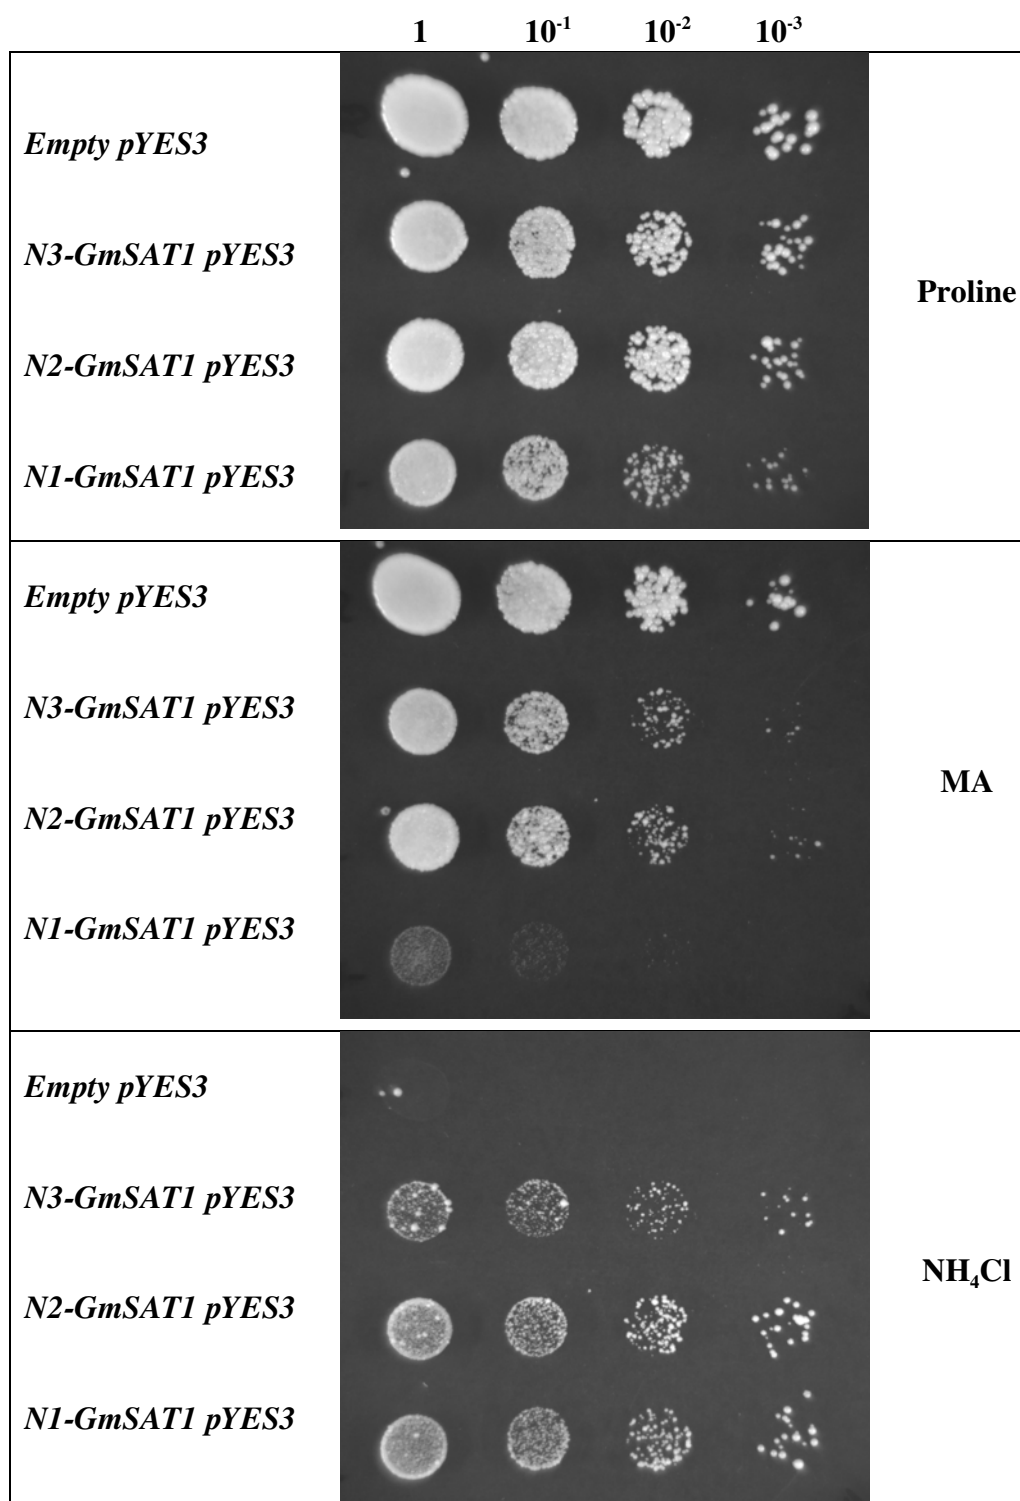 1 10⁻¹ 10⁻² 10⁻³
Empty pYES3
N3-GmSAT1 pYES3
Proline
N2-GmSAT1 pYES3
N1-GmSAT1 pYES3
Empty pYES3
N3-GmSAT1 pYES3
MA
N2-GmSAT1 pYES3
N1-GmSAT1 pYES3
Empty pYES3
N3-GmSAT1 pYES3
NH₄Cl
N2-GmSAT1 pYES3
N1-GmSAT1 pYES3